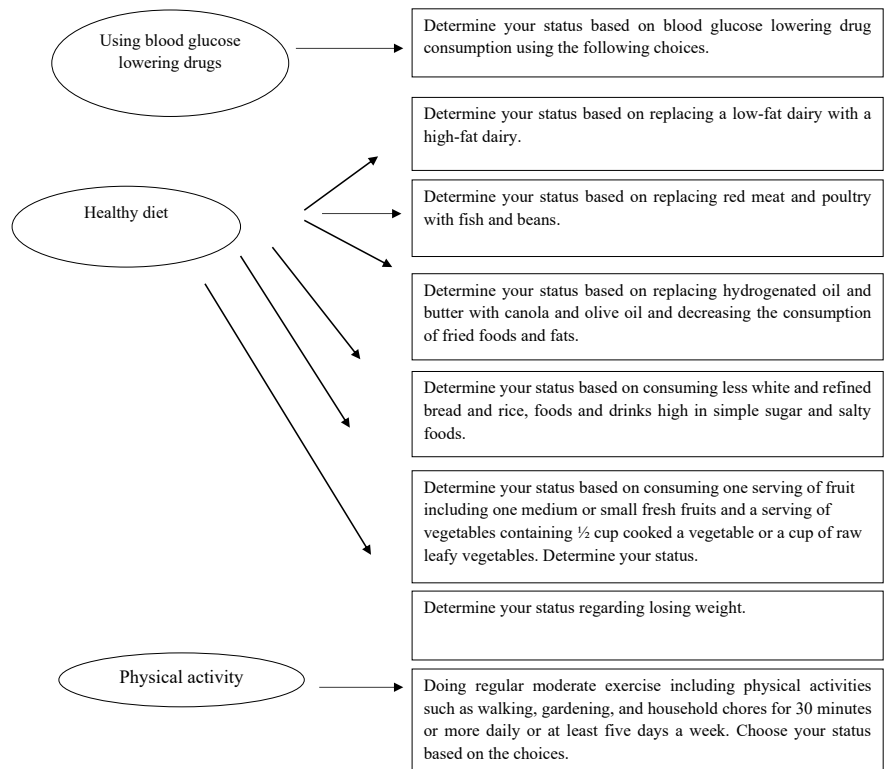 Using blood glucose
lowering drugs
Determine your status based on blood glucose lowering drug
consumption using the following choices.
Determine your status based on replacing a low-fat dairy with a
high-fat dairy.
Healthy diet
Determine your status based on replacing red meat and poultry
with fish and beans.
Determine your status based on replacing hydrogenated oil and
butter with canola and olive oil and decreasing the consumption
of fried foods and fats.
Determine your status based on consuming less white and refined
bread and rice, foods and drinks high in simple sugar and salty
foods.
Determine your status based on consuming one serving of fruit
including one medium or small fresh fruits and a serving of
vegetables containing ½ cup cooked a vegetable or a cup of raw
leafy vegetables. Determine your status.
Determine your status regarding losing weight.
Physical activity
Doing regular moderate exercise including physical activities
such as walking, gardening, and household chores for 30 minutes
or more daily or at least five days a week. Choose your status
based on the choices.